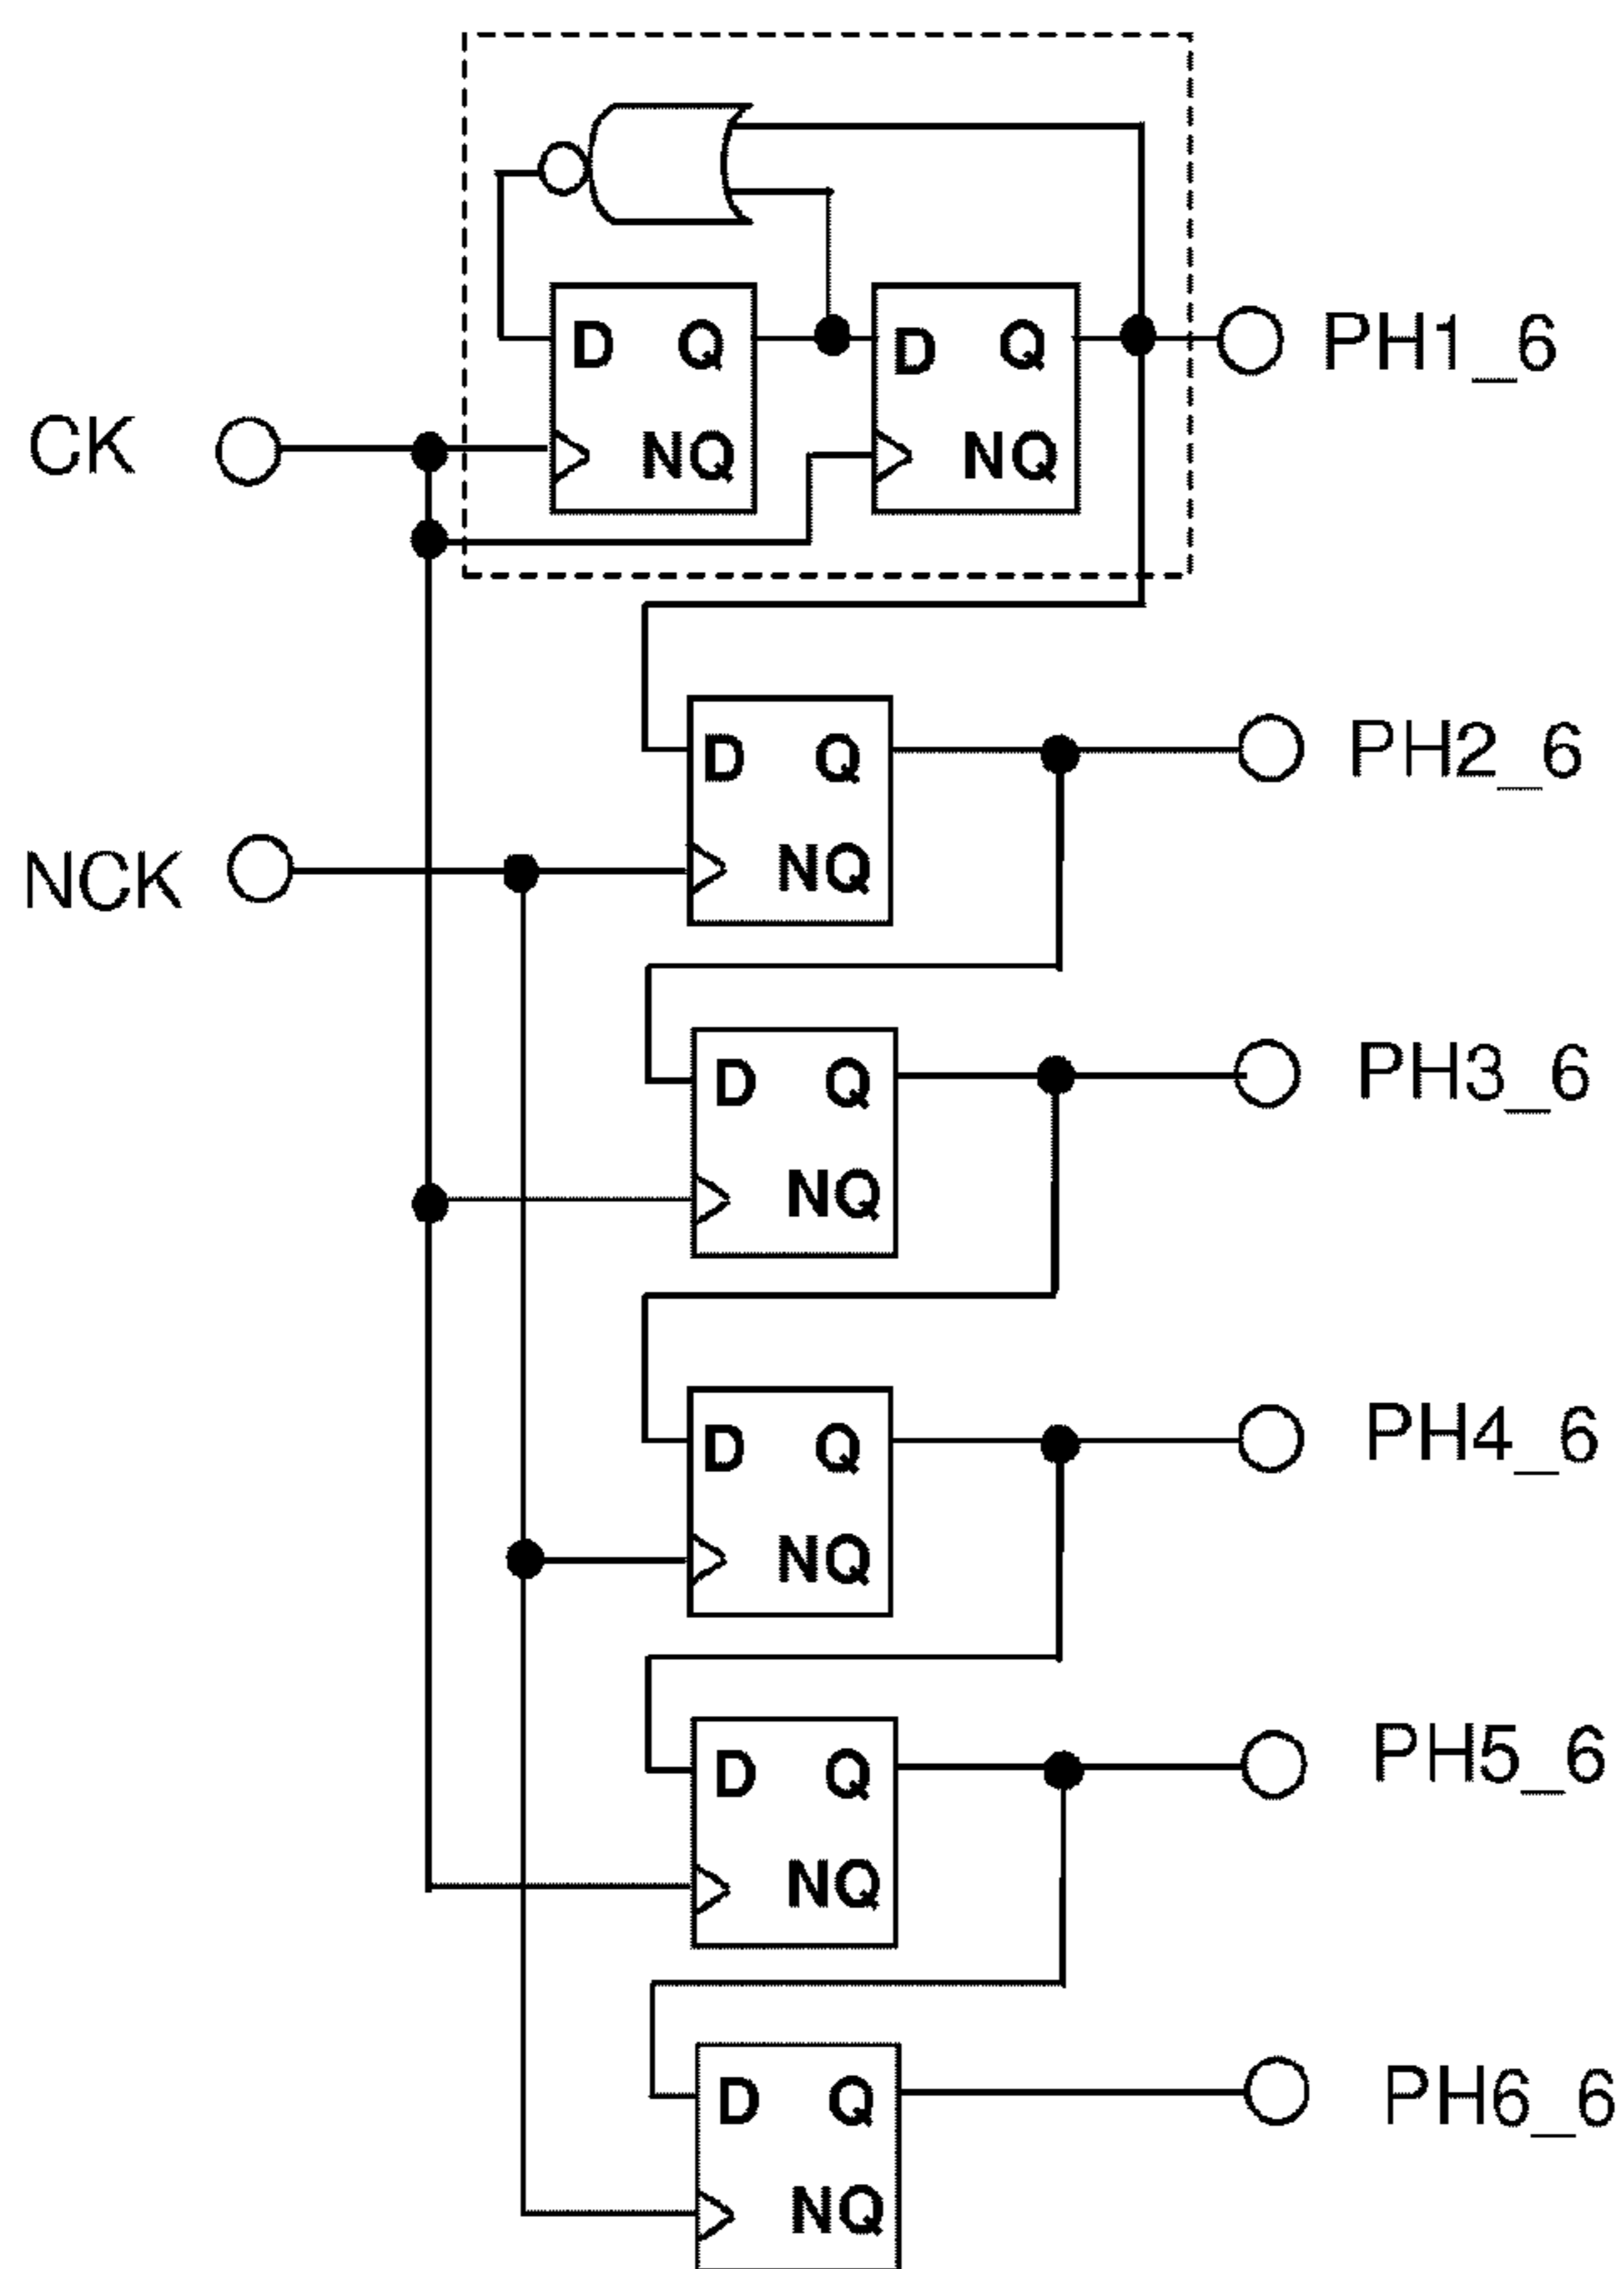 D Q
D Q
PH1_6
CK
NQ
NQ
D Q
PH2_6
NCK
NQ
D Q
PH3_6
NQ
D Q
PH4_6
NQ
D Q
PH5_6
NQ
D Q
PH6_6
NQ